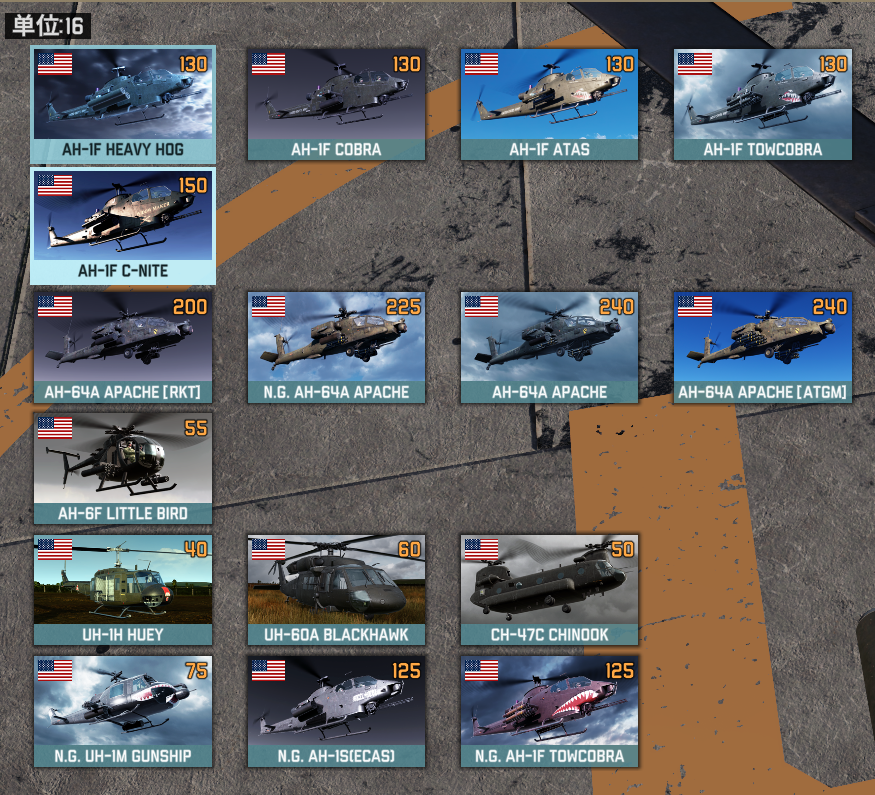 单位:16
130
AH-1F HEAVY HOG
130
AH-1F COBRA
130
AH-1F ATAS
130
AH-1F TOWCOBRA
150
AH-1F C-NITE
200
AH-64A APACHE [RKT]
225
N.G. AH-64A APACHE
240
AH-64A APACHE
240
AH-64A APACHE [ATGM]
55
AH-6F LITTLE BIRD
40
UH-1H HUEY
60
UH-60A BLACKHAWK
50
CH-47C CHINOOK
75
N.G. UH-1M GUNSHIP
125
N.G. AH-1S(ECAS)
125
N.G. AH-1F TOWCOBRA